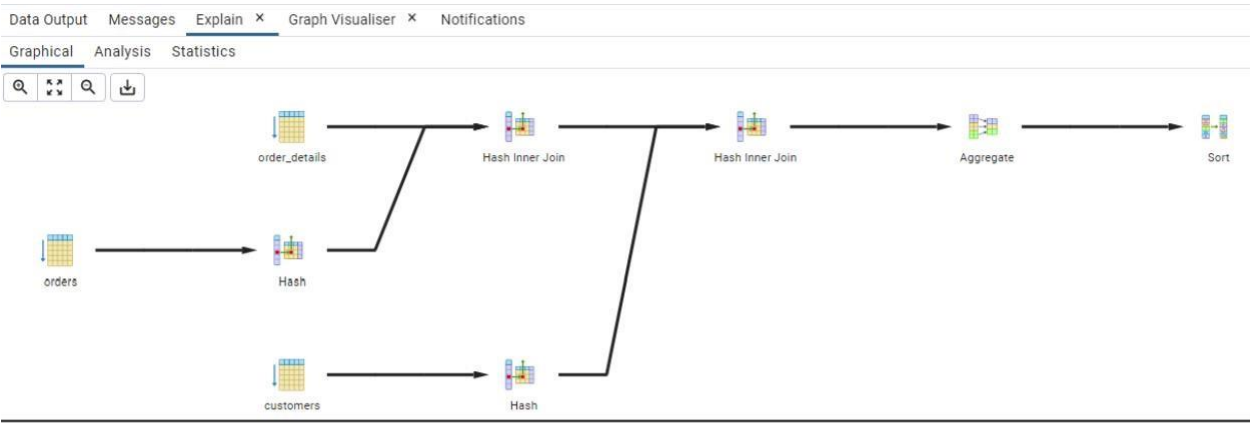 Data Output Messages Explain × Graph Visualiser × Notifications
Graphical Analysis Statistics
order_details Hash Inner Join Hash Inner Join Aggregate Sort
orders Hash
customers Hash